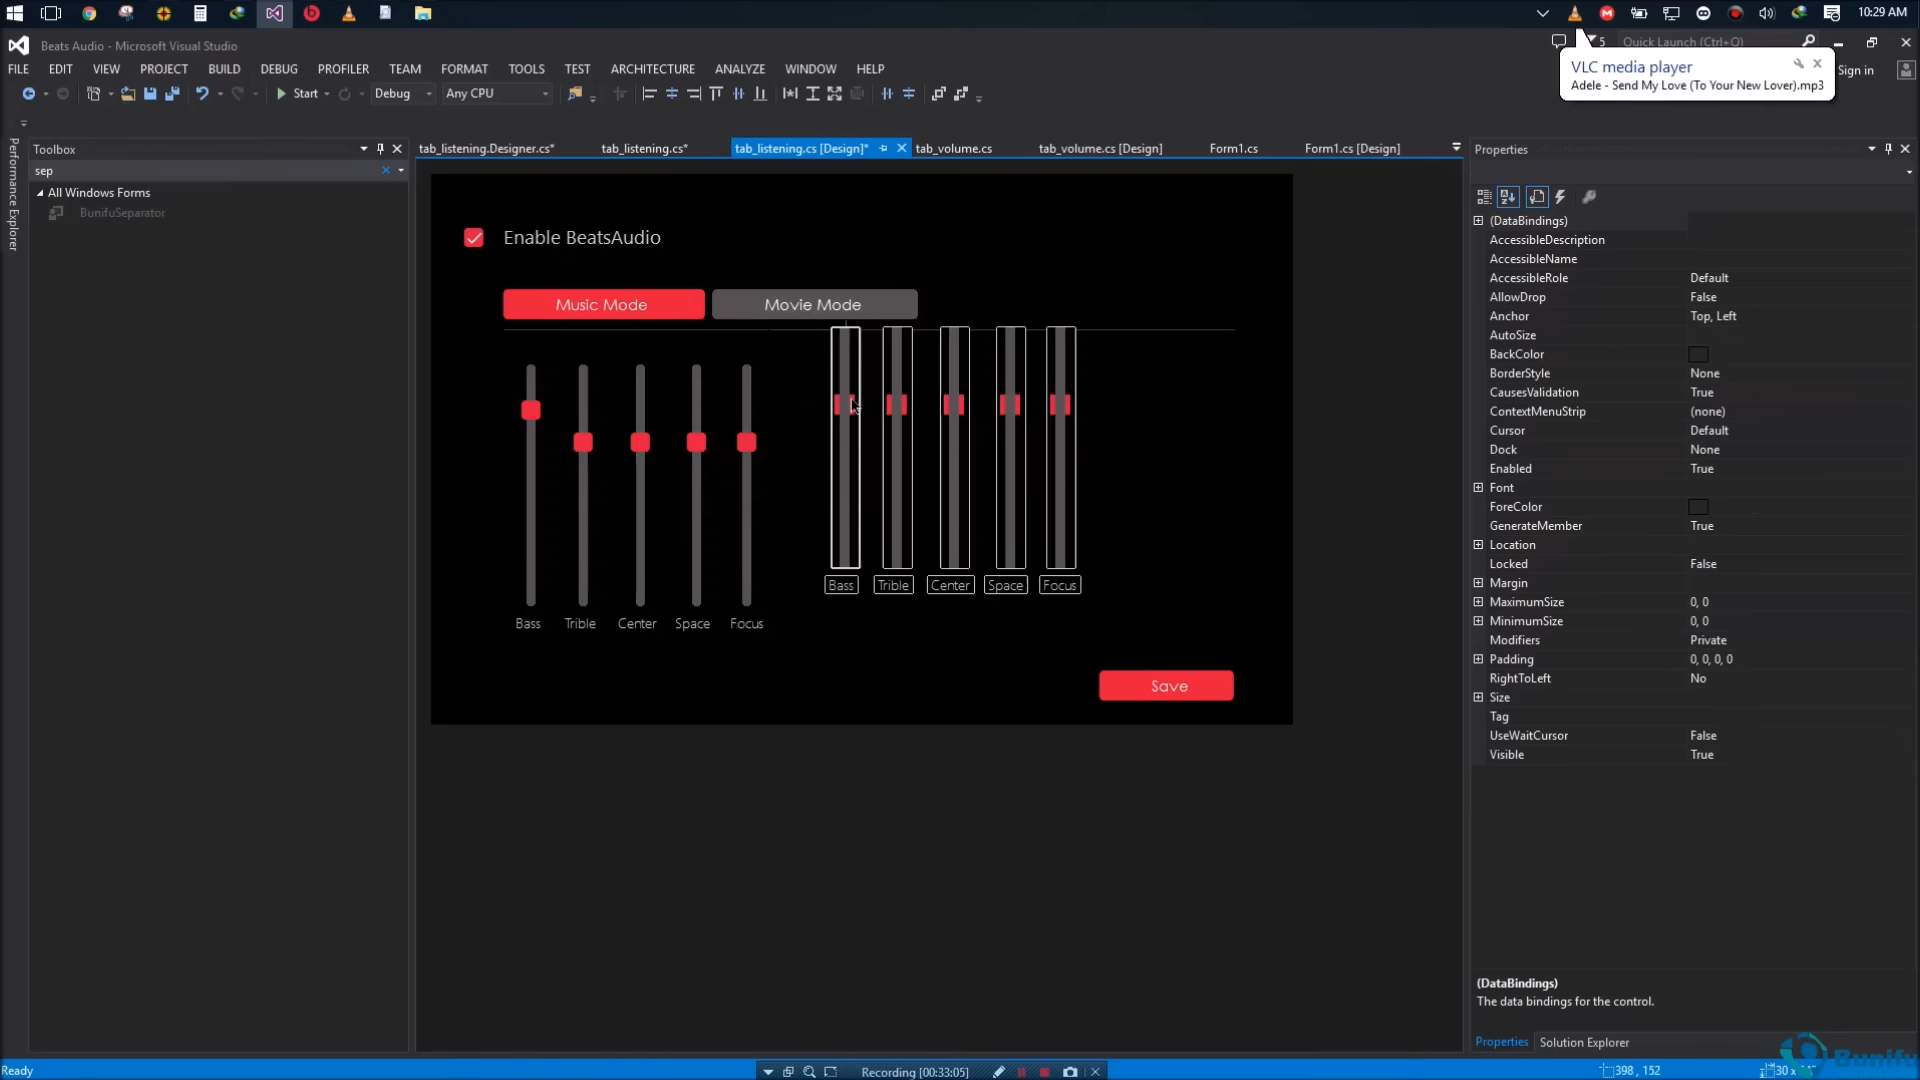 10:29 AM
Beats Audio - Microsoft Visual Studio
5
Quick Launch (Ctrl+Q)
FILE EDIT VIEW PROJECT BUILD DEBUG PROFILER TEAM FORMAT TOOLS TEST ARCHITECTURE ANALYZE WINDOW HELP
VLC media player
Adele - Send My Love (To Your New Lover).mp3
Sign in
Start Debug Any CPU
Performance Explorer
Toolbox
sep
All Windows Forms
BunifuSeparator
tab_listening.Designer.cs* tab_listening.cs* tab_listening.cs [Design]* tab_volume.cs tab_volume.cs [Design] Form1.cs Form1.cs [Design]
Enable BeatsAudio
Music Mode Movie Mode
Bass Trible Center Space Focus
Bass Trible Center Space Focus
Save
Properties
(DataBindings)
AccessibleDescription
AccessibleName
AccessibleRole Default
AllowDrop False
Anchor Top, Left
AutoSize
BackColor
BorderStyle None
CausesValidation True
ContextMenuStrip (none)
Cursor Default
Dock None
Enabled True
Font
ForeColor
GenerateMember True
Location
Locked False
Margin
MaximumSize 0, 0
MinimumSize 0, 0
Modifiers Private
Padding 0, 0, 0, 0
RightToLeft No
Size
Tag
UseWaitCursor False
Visible True
(DataBindings)
The data bindings for the control.
Properties Solution Explorer
Ready
Recording [00:33:05]
398 , 152